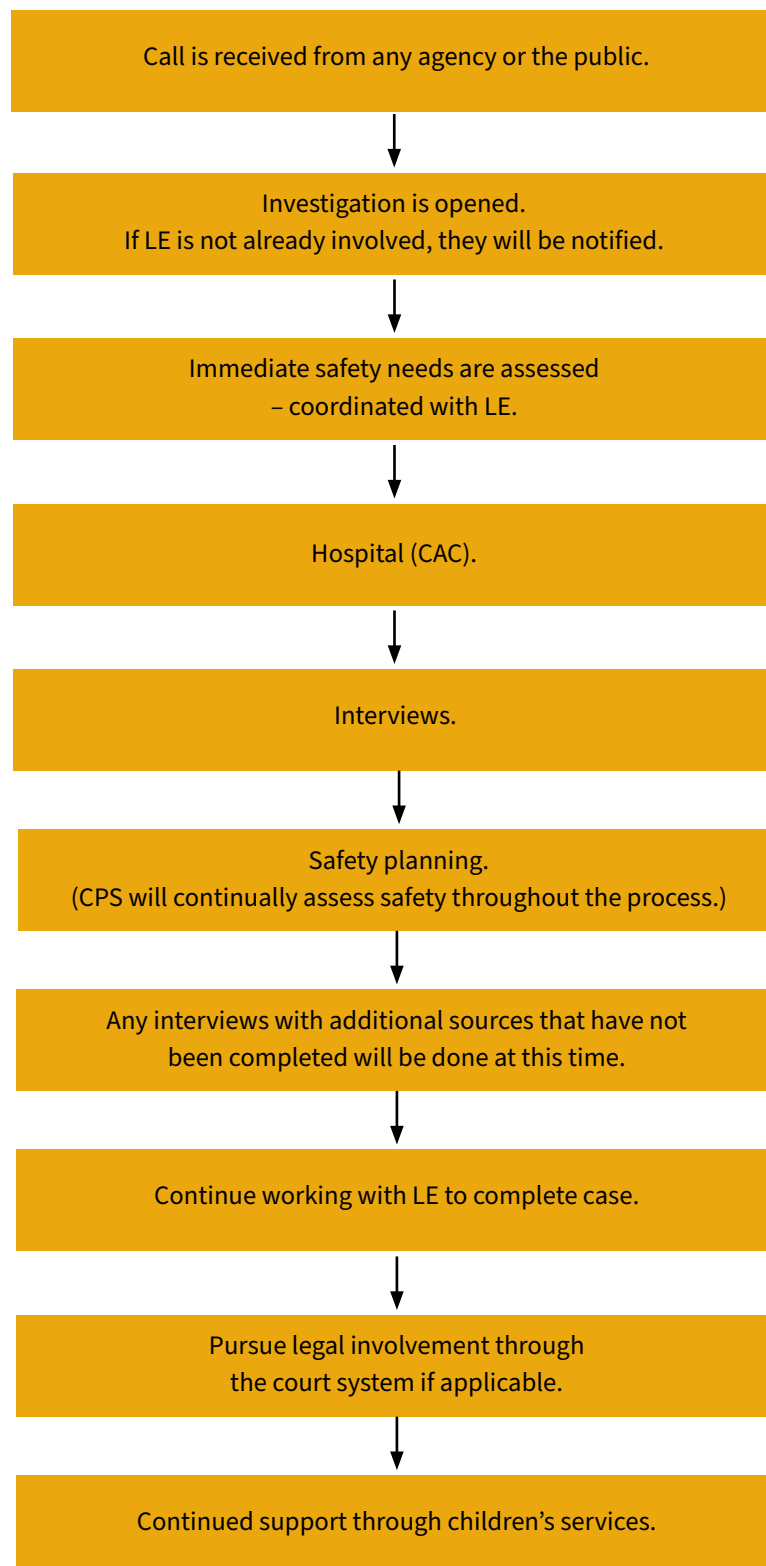 Call is received from any agency or the public.
Investigation is opened.
If LE is not already involved, they will be notified.
Immediate safety needs are assessed
– coordinated with LE.
Hospital (CAC).
Interviews.
Safety planning.
(CPS will continually assess safety throughout the process.)
Any interviews with additional sources that have not
been completed will be done at this time.
Continue working with LE to complete case.
Pursue legal involvement through
the court system if applicable.
Continued support through children’s services.